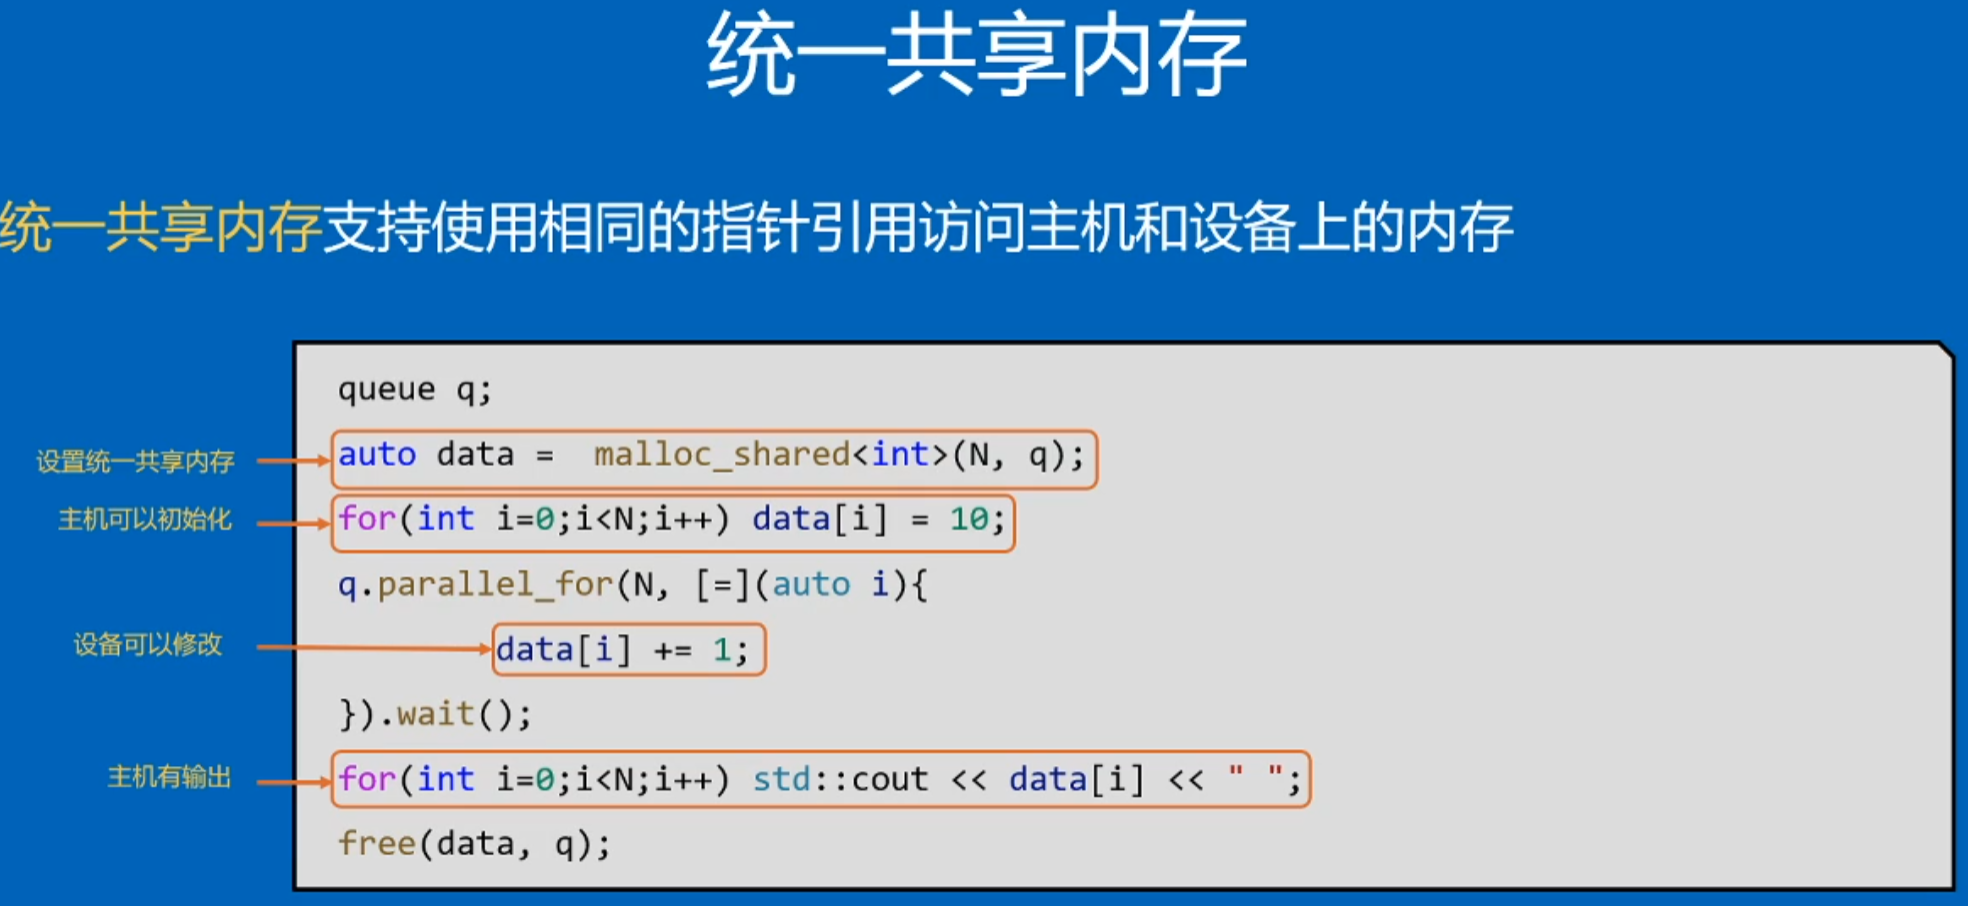 统一共享内存
统一共享内存支持使用相同的指针引用访问主机和设备上的内存
queue q;
设置统一共享内存
auto data =  malloc_shared<int>(N, q);
主机可以初始化
for(int i=0;i<N;i++) data[i] = 10;
q.parallel_for(N, [=](auto i){
设备可以修改
data[i] += 1;
}).wait();
主机有输出
for(int i=0;i<N;i++) std::cout << data[i] << " ";
free(data, q);